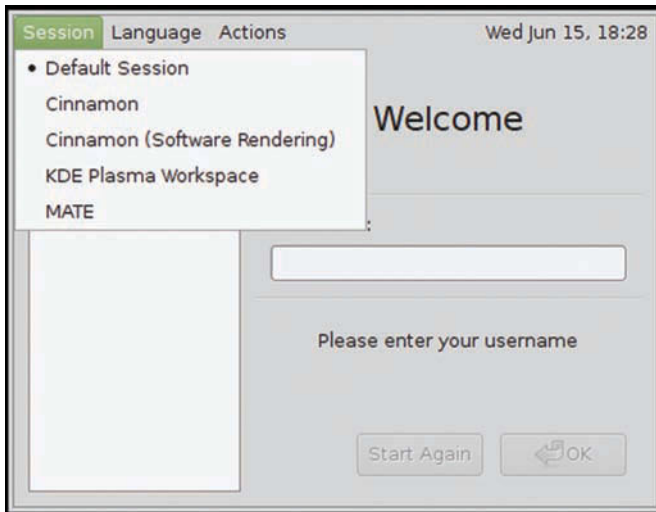 Session Language Actions Wed Jun 15, 18:28
• Default Session
Cinnamon
Cinnamon (Software Rendering)
KDE Plasma Workspace
MATE
Welcome
:
Please enter your username
Start Again OK